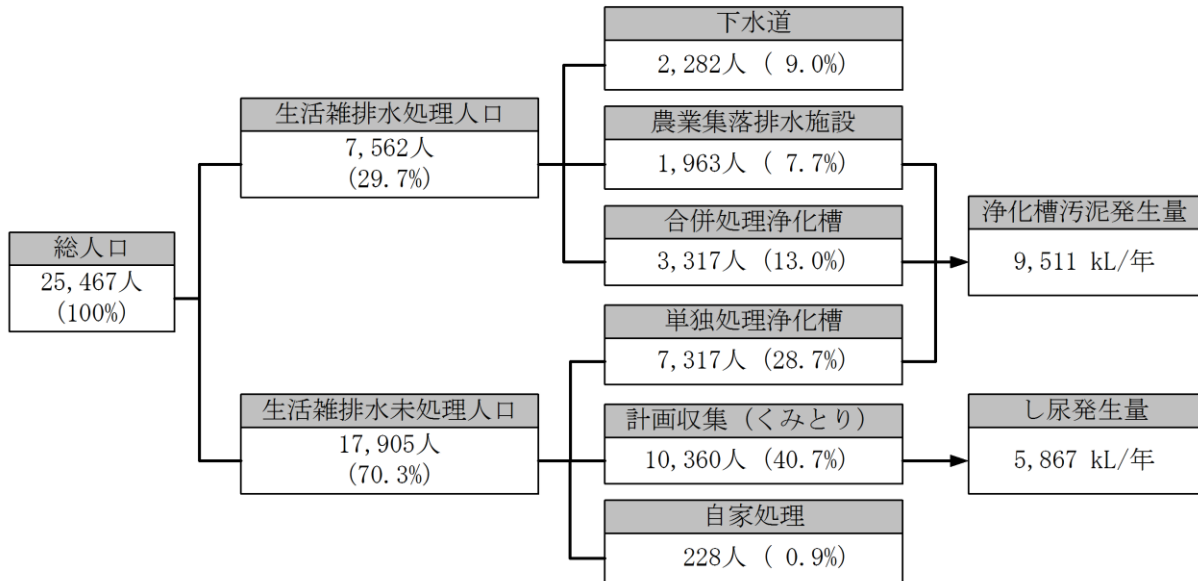 総人口
25,467人
(100%)
生活雑排水処理人口
7,562人
(29.7%)
生活雑排水未処理人口
17,905人
(70.3%)
下水道
2,282人 ( 9.0%)
農業集落排水施設
1,963人 ( 7.7%)
合併処理浄化槽
3,317人 (13.0%)
単独処理浄化槽
7,317人 (28.7%)
計画収集（くみとり）
10,360人 (40.7%)
自家処理
228人 ( 0.9%)
浄化槽汚泥発生量
9,511 kL/年
し尿発生量
5,867 kL/年